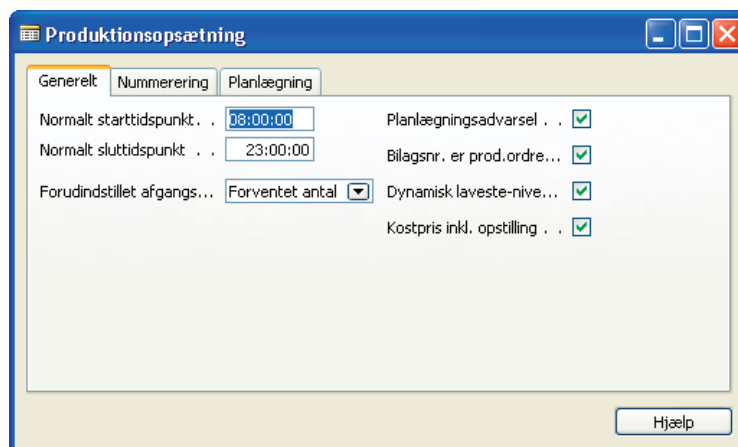 Produktionsopsætning
Generelt Nummerering Planlægning
Normalt starttidspunkt. . 08:00:00
Normalt sluttidspunkt . . . 23:00:00
Forudindstillet afgangs... Forventet antal
Planlægningsadvarsel . .
Bilagsnr. er prod.ordre...
Dynamisk laveste-nive...
Kostpris inkl. opstilling . .
Hjælp